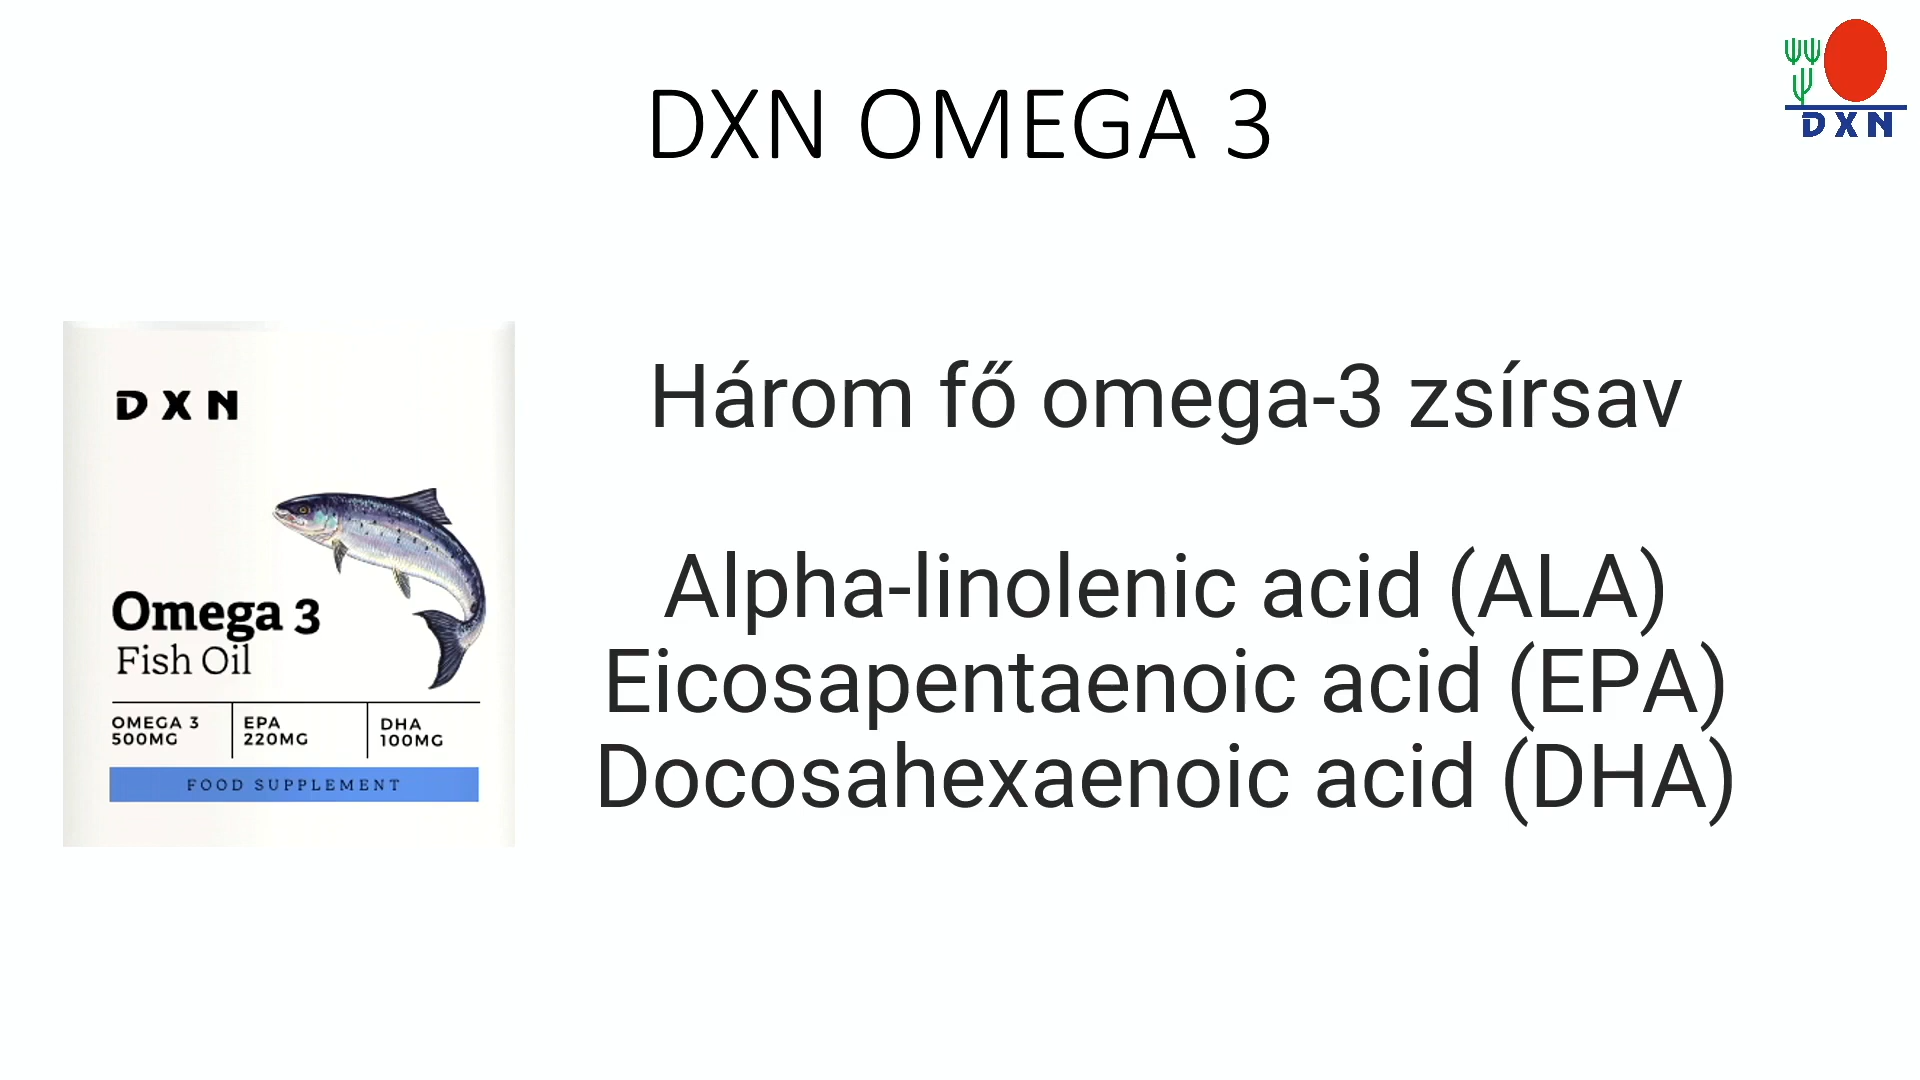 DXN OMEGA 3
DXN
DXN
Omega 3
Fish Oil
OMEGA 3
500MG
EPA
220MG
DHA
100MG
FOOD SUPPLEMENT
Három fő omega-3 zsírsav
Alpha-linolenic acid (ALA)
Eicosapentaenoic acid (EPA)
Docosahexaenoic acid (DHA)